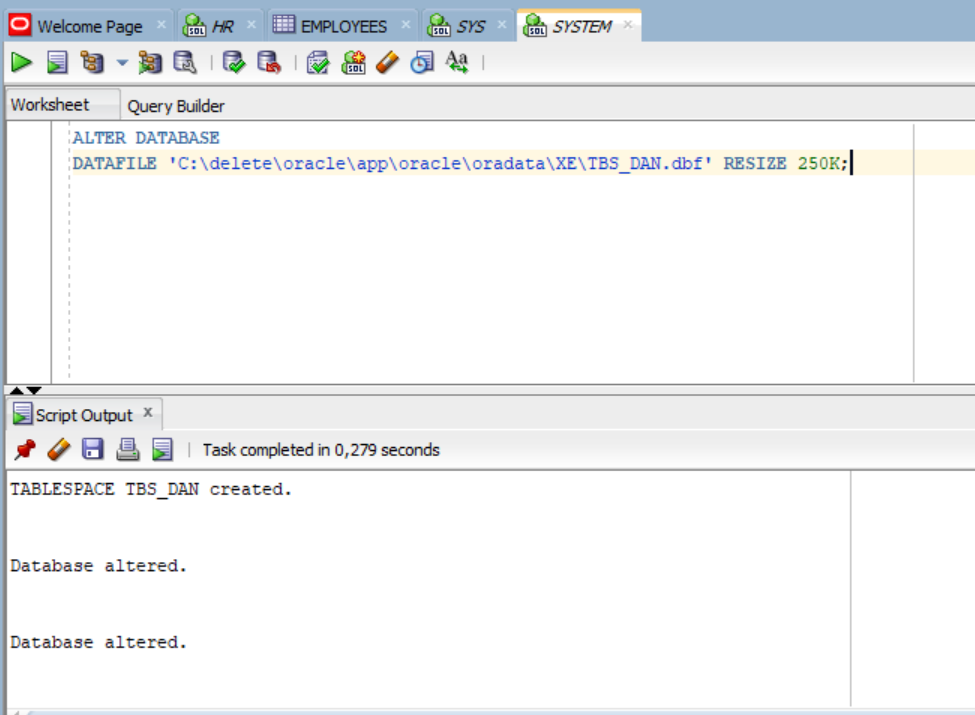 Welcome Page HR EMPLOYEES SYS SYSTEM
Worksheet Query Builder
ALTER DATABASE
DATAFILE 'C:\delete\oracle\app\oracle\oradata\XE\TBS_DAN.dbf' RESIZE 250K;
Script Output x
Task completed in 0,279 seconds
TABLESPACE TBS_DAN created.
Database altered.
Database altered.